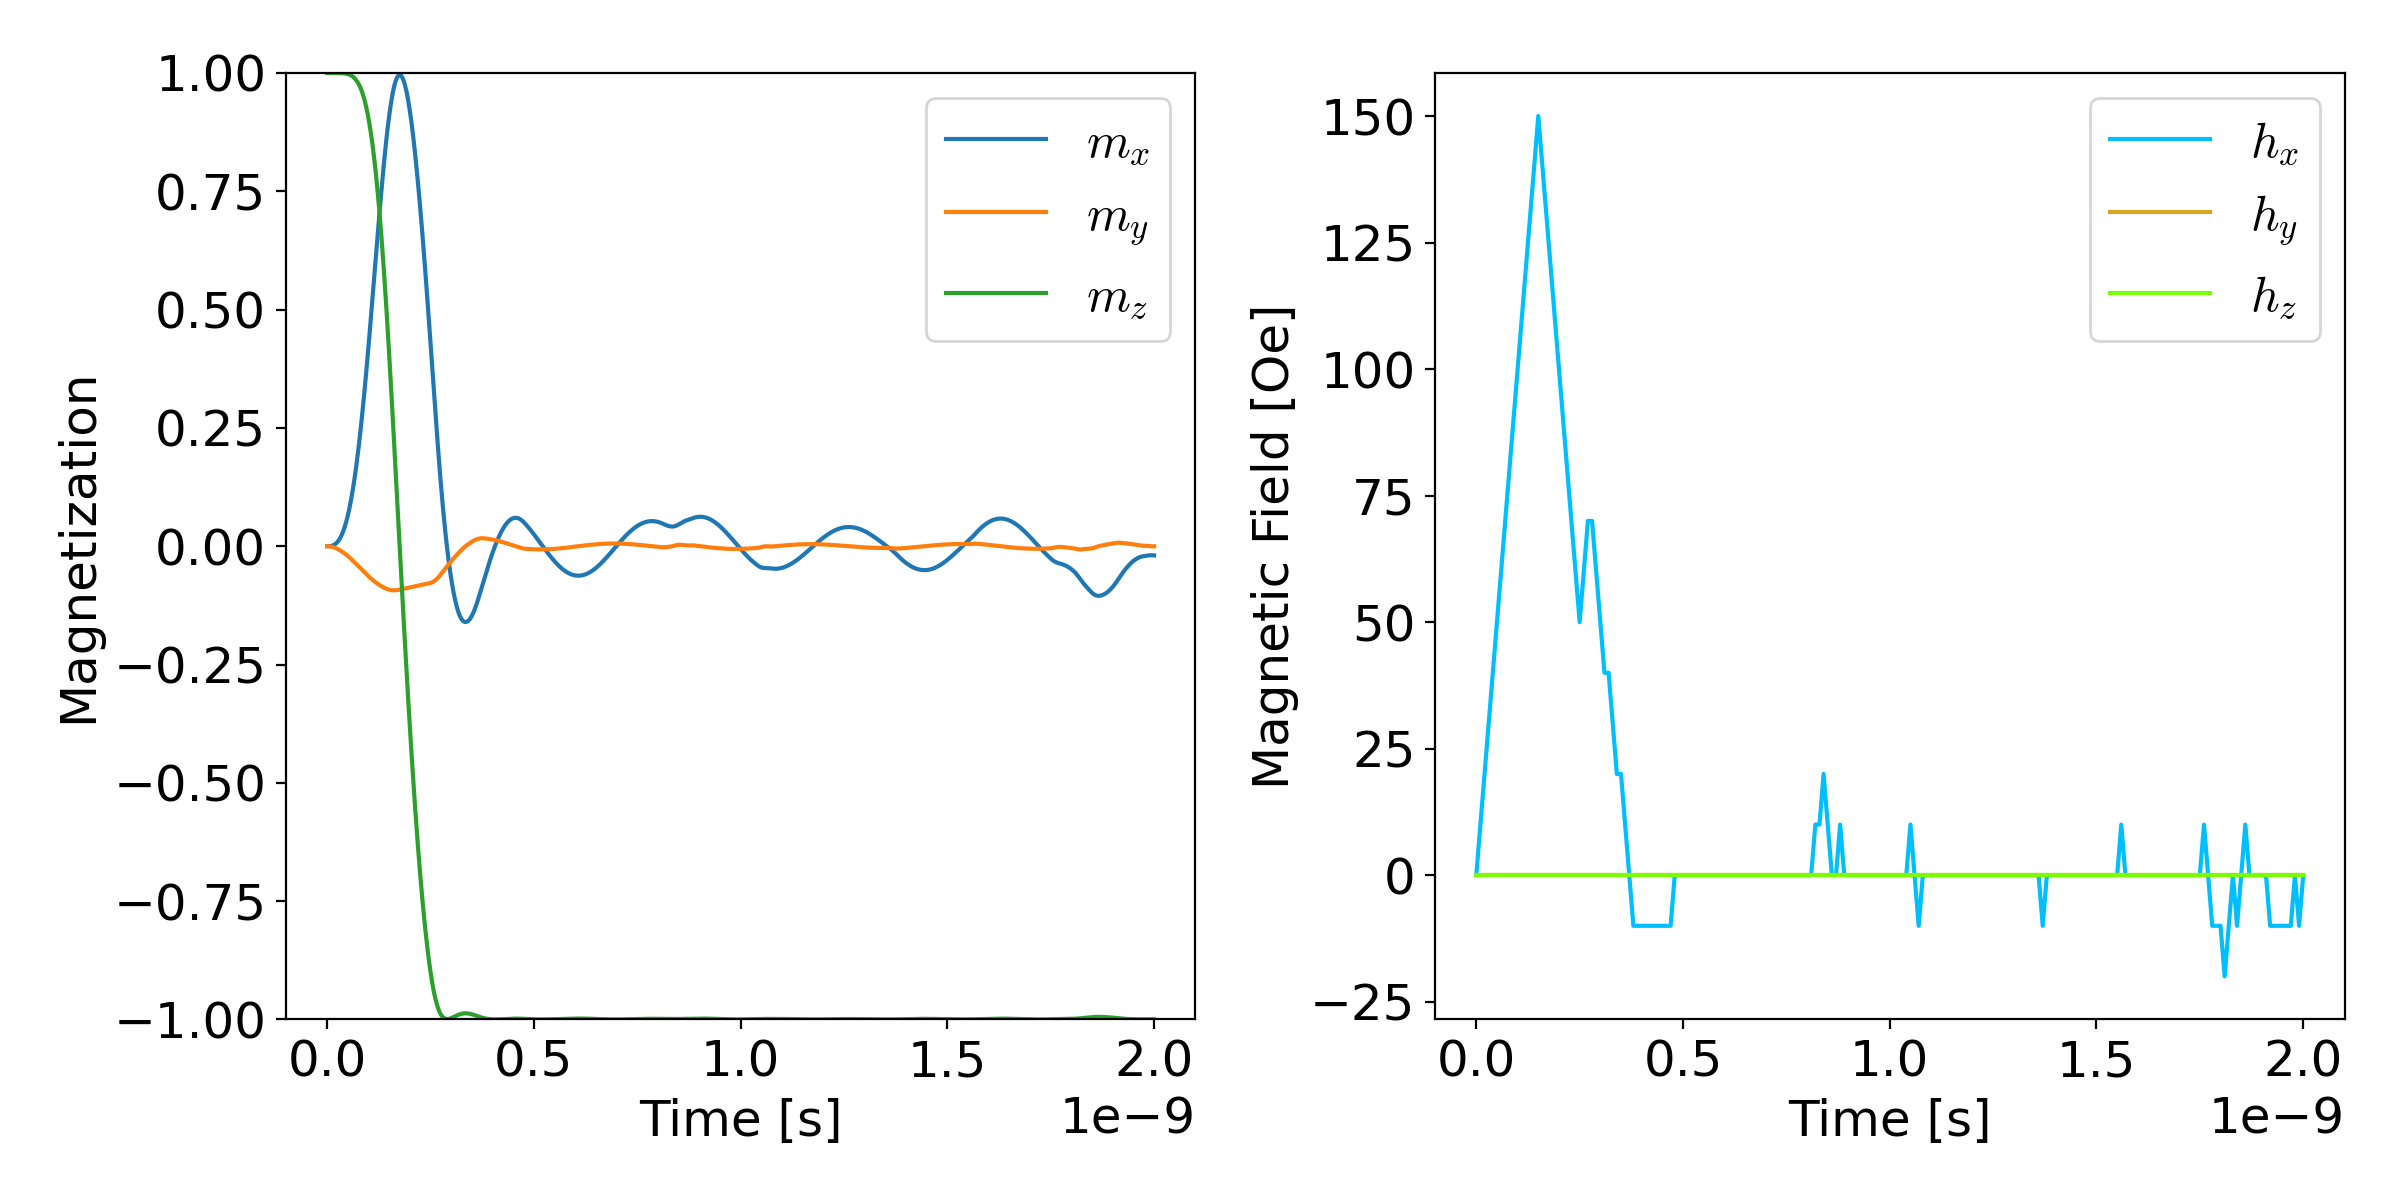 Magnetization
1.00
0.75
0.50
0.25
0.00
−0.25
−0.50
−0.75
−1.00
0.0 0.5 1.0 1.5 2.0
Time [s]
1e−9
m_x
m_y
m_z
Magnetic Field [Oe]
150
125
100
75
50
25
0
−25
0.0 0.5 1.0 1.5 2.0
Time [s]
1e−9
h_x
h_y
h_z